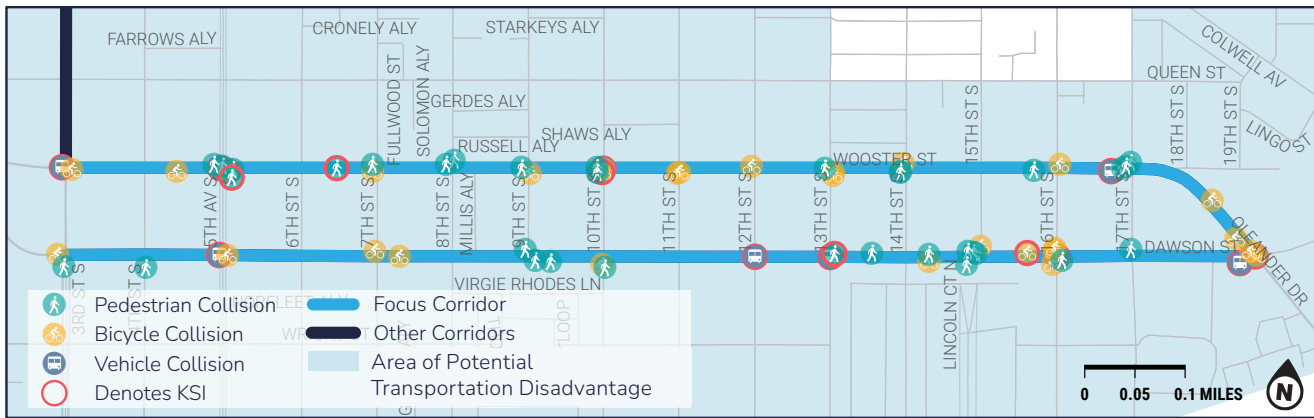 CRONELY ALY
STARKEYS ALY
FARROWS ALY
COLWELL AV
FULLWOOD ST
SOLOMON ALY
QUEEN ST
GERDES ALY
15TH ST S
18TH ST S
19TH ST S
LINGO ST
SHAWS ALY
RUSSELL ALY
WOOSTER ST
5TH AV S
6TH ST S
7TH ST S
8TH ST S
MILLIS ALY
9TH ST S
10TH ST S
11TH ST S
12TH ST S
13TH ST S
14TH ST S
16TH ST S
17TH ST S
OLEANDER DR
DAWSON ST
3RD ST S
4TH ST S
VIRGIE RHODES LN
LINCOLN CT N
Pedestrian Collision
Bicycle Collision
Vehicle Collision
Denotes KSI
Focus Corridor
Other Corridors
Area of Potential
Transportation Disadvantage
LOOP
0 0.05 0.1 MILES
N